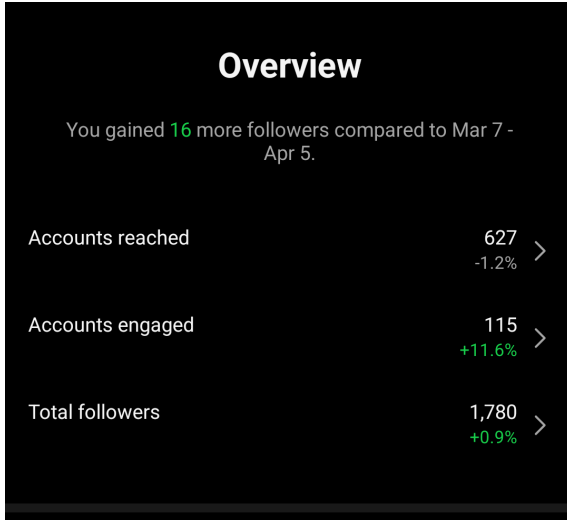 Overview
You gained 16 more followers compared to Mar 7 -
Apr 5.
Accounts reached
627
-1.2%
Accounts engaged
115
+11.6%
Total followers
1,780
+0.9%